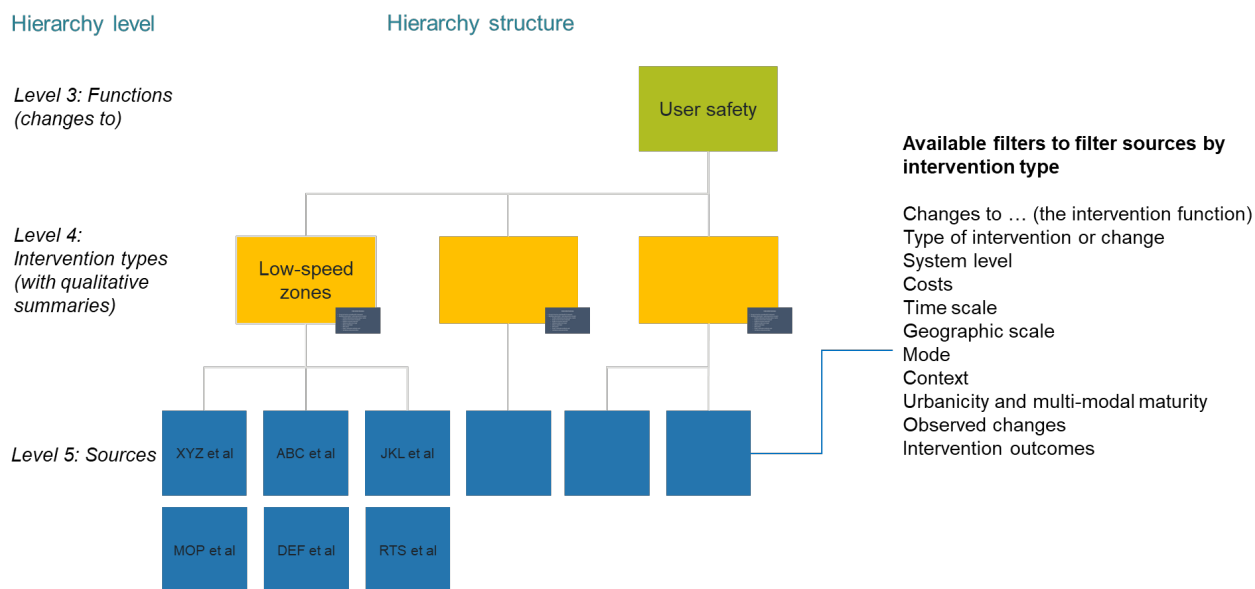 Hierarchy level
Hierarchy structure
Level 3: Functions
(changes to)
User safety
Available filters to filter sources by
intervention type
Changes to … (the intervention function)
Type of intervention or change
System level
Costs
Time scale
Geographic scale
Mode
Context
Urbanicity and multi-modal maturity
Observed changes
Intervention outcomes
Level 4:
Intervention types
(with qualitative
summaries)
Low-speed
zones
Level 5: Sources
XYZ et al
ABC et al
JKL et al
MOP et al
DEF et al
RTS et al